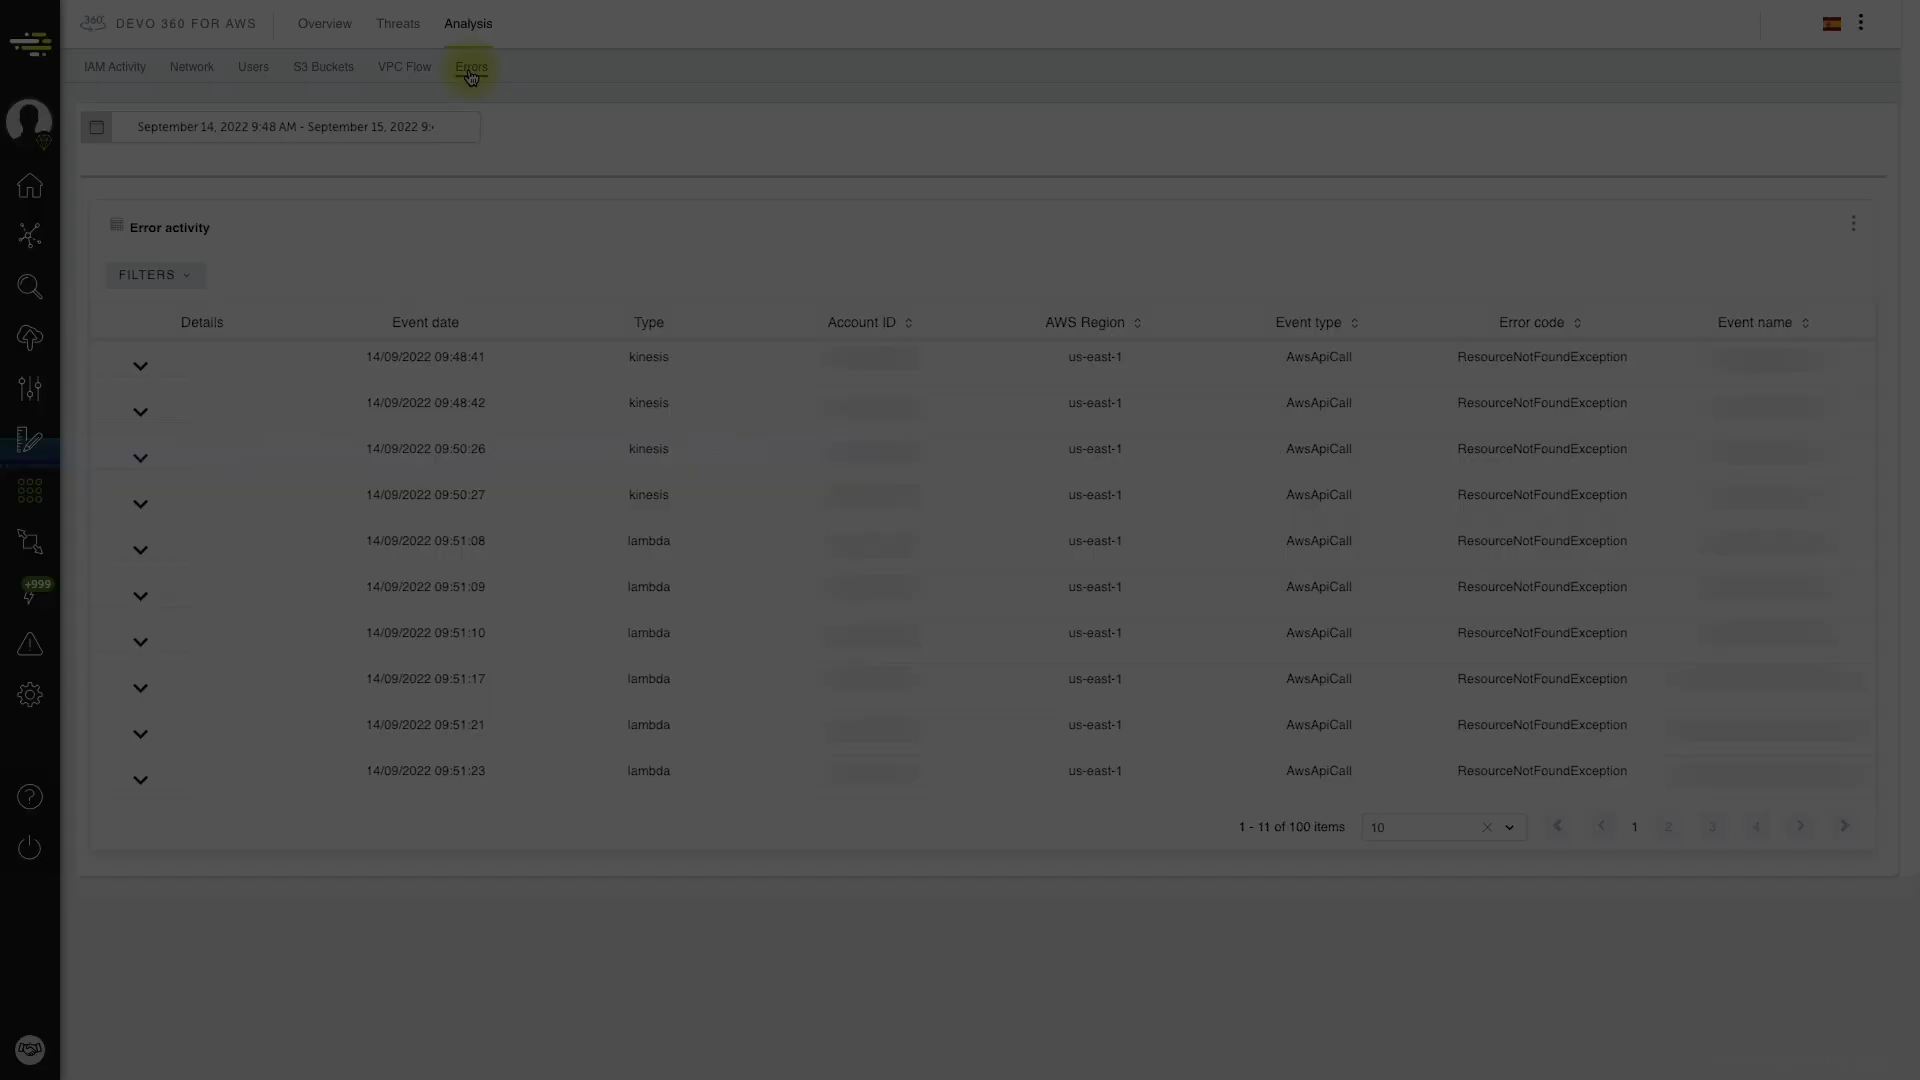 360° DEVO 360 FOR AWS Overview Threats Analysis
IAM Activity Network Users S3 Buckets VPC Flow Errors
September 14, 2022 9:48 AM - September 15, 2022 9:
Error activity
FILTERS
Details Event date Type Account ID AWS Region Event type Error code Event name
14/09/2022 09:48:41 kinesis us-east-1 AwsApiCall ResourceNotFoundException
14/09/2022 09:48:42 kinesis us-east-1 AwsApiCall ResourceNotFoundException
14/09/2022 09:50:26 kinesis us-east-1 AwsApiCall ResourceNotFoundException
14/09/2022 09:50:27 kinesis us-east-1 AwsApiCall ResourceNotFoundException
14/09/2022 09:51:08 lambda us-east-1 AwsApiCall ResourceNotFoundException
14/09/2022 09:51:09 lambda us-east-1 AwsApiCall ResourceNotFoundException
+999
14/09/2022 09:51:10 lambda us-east-1 AwsApiCall ResourceNotFoundException
14/09/2022 09:51:17 lambda us-east-1 AwsApiCall ResourceNotFoundException
14/09/2022 09:51:21 lambda us-east-1 AwsApiCall ResourceNotFoundException
14/09/2022 09:51:23 lambda us-east-1 AwsApiCall ResourceNotFoundException
1 - 11 of 100 items 10 1 2 3 4